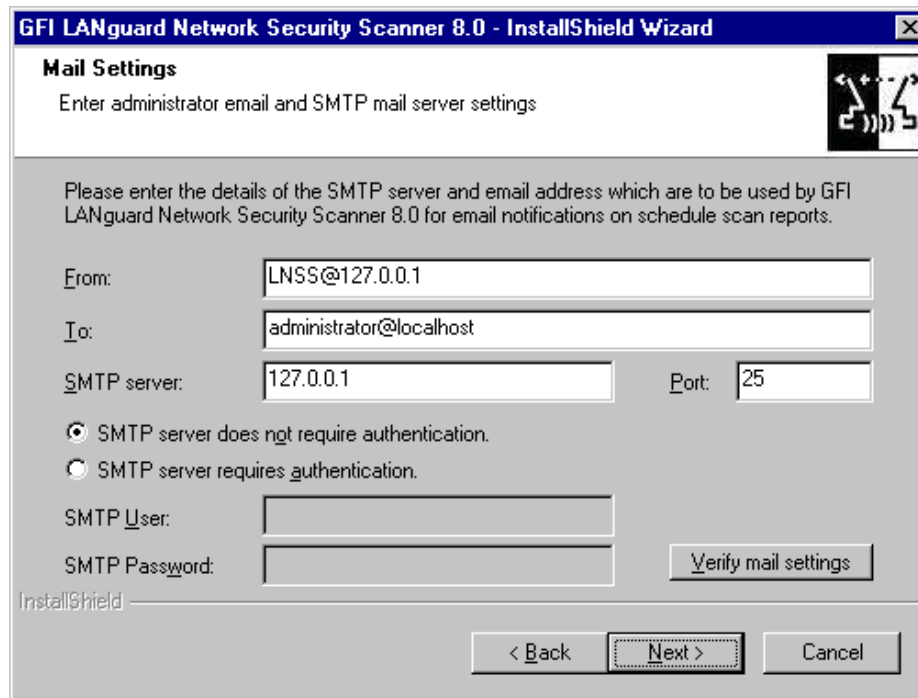 GFI LANguard Network Security Scanner 8.0 - InstallShield Wizard
Mail Settings
Enter administrator email and SMTP mail server settings
Please enter the details of the SMTP server and email address which are to be used by GFI
LANguard Network Security Scanner 8.0 for email notifications on schedule scan reports.
From: LNSS@127.0.0.1
To: administrator@localhost
SMTP server: 127.0.0.1 Port: 25
SMTP server does not require authentication.
SMTP server requires authentication.
SMTP User:
SMTP Password: Verify mail settings
InstallShield
< Back Next > Cancel